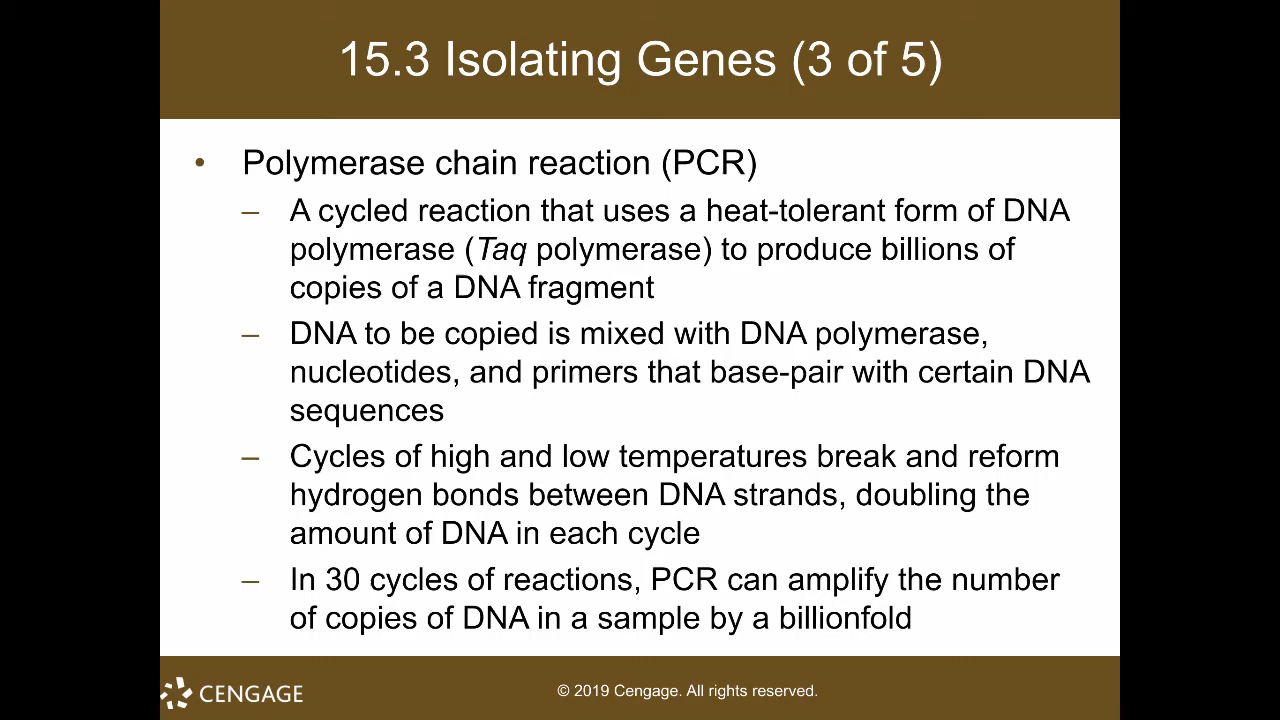 15.3 Isolating Genes (3 of 5)
• Polymerase chain reaction (PCR)
– A cycled reaction that uses a heat-tolerant form of DNA
polymerase (Taq polymerase) to produce billions of
copies of a DNA fragment
– DNA to be copied is mixed with DNA polymerase,
nucleotides, and primers that base-pair with certain DNA
sequences
– Cycles of high and low temperatures break and reform
hydrogen bonds between DNA strands, doubling the
amount of DNA in each cycle
– In 30 cycles of reactions, PCR can amplify the number
of copies of DNA in a sample by a billionfold
CENGAGE
© 2019 Cengage. All rights reserved.